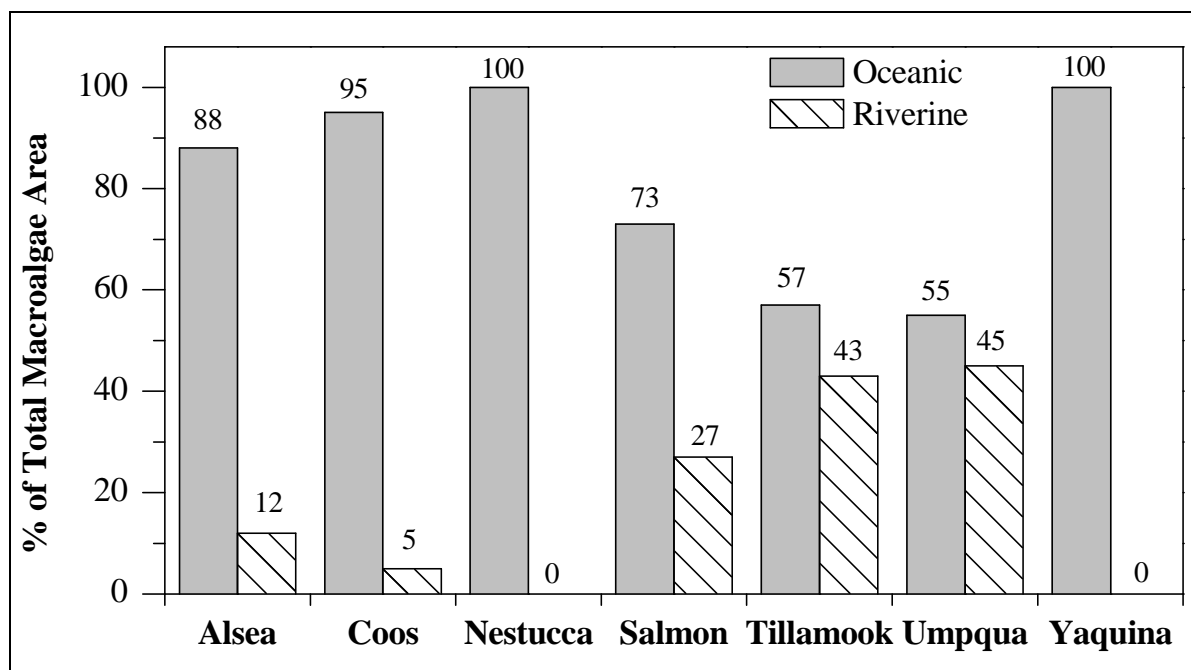 % of Total Macroalgae Area
100
80
60
40
20
0
Oceanic
Riverine
88
12
95
5
100
0
73
27
57
43
55
45
100
0
Alsea
Coos
Nestucca
Salmon
Tillamook
Umpqua
Yaquina